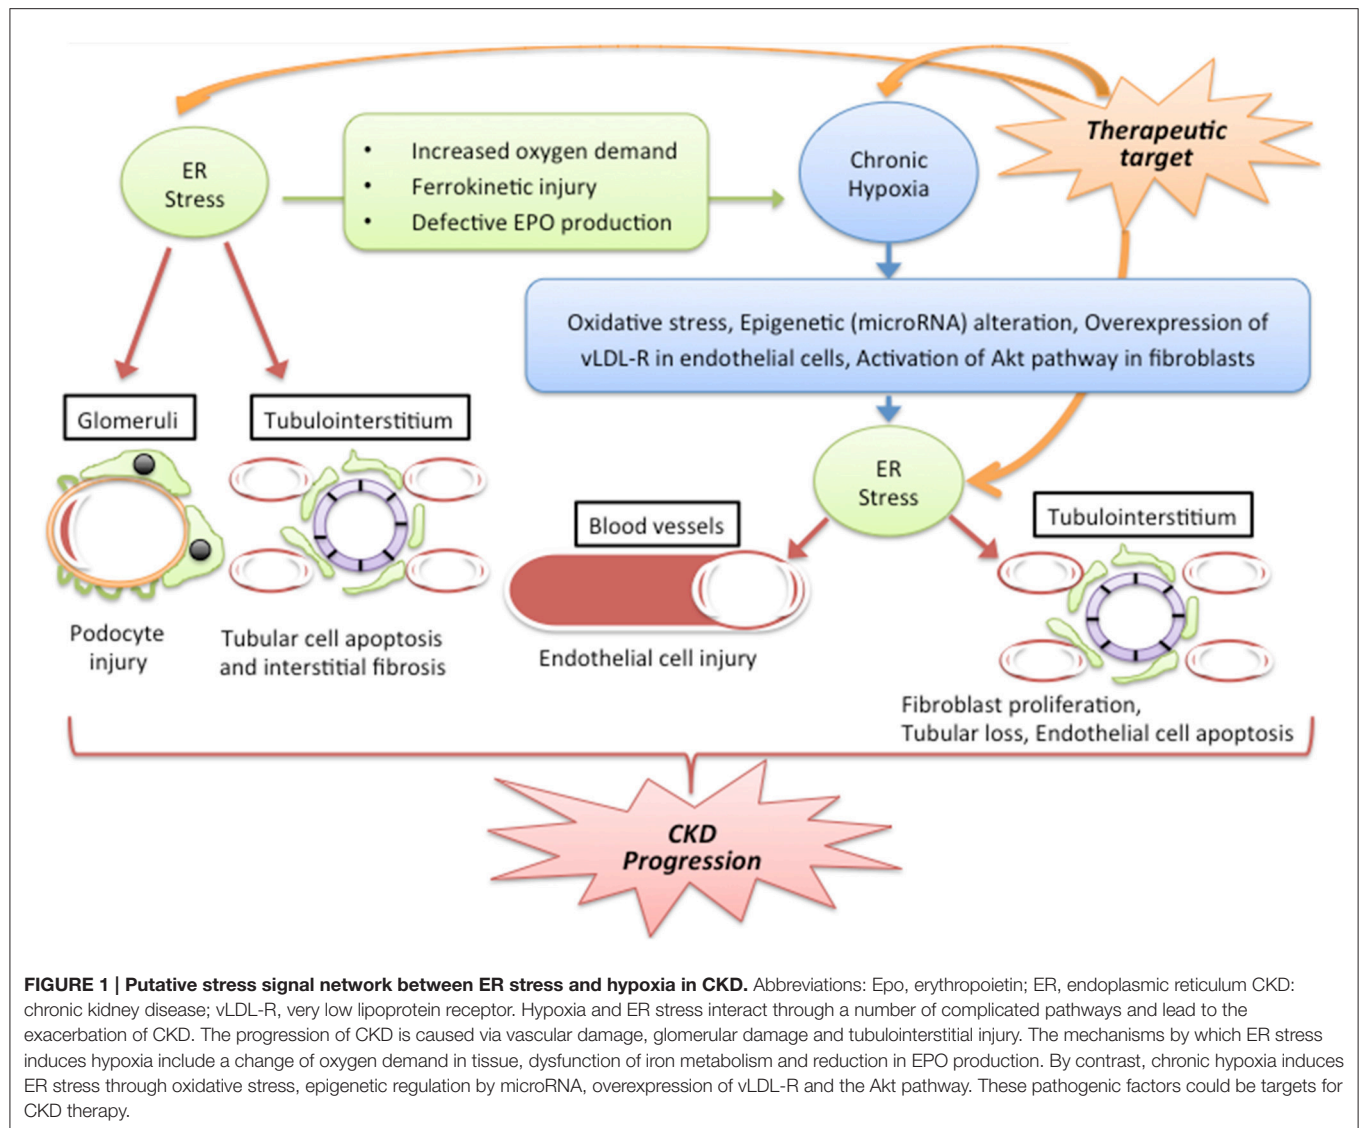 Therapeutic
target
ER
Stress
• Increased oxygen demand
• Ferrokinetic injury
• Defective EPO production
Chronic
Hypoxia
Oxidative stress, Epigenetic (microRNA) alteration, Overexpression of
vLDL-R in endothelial cells, Activation of Akt pathway in fibroblasts
Glomeruli
Tubulointerstitium
ER
Stress
Blood vessels
Tubulointerstitium
Podocyte
injury
Tubular cell apoptosis
and interstitial fibrosis
Endothelial cell injury
Fibroblast proliferation,
Tubular loss, Endothelial cell apoptosis
CKD
Progression
FIGURE 1 | Putative stress signal network between ER stress and hypoxia in CKD. Abbreviations: Epo, erythropoietin; ER, endoplasmic reticulum CKD:
chronic kidney disease; vLDL-R, very low lipoprotein receptor. Hypoxia and ER stress interact through a number of complicated pathways and lead to the
exacerbation of CKD. The progression of CKD is caused via vascular damage, glomerular damage and tubulointerstitial injury. The mechanisms by which ER stress
induces hypoxia include a change of oxygen demand in tissue, dysfunction of iron metabolism and reduction in EPO production. By contrast, chronic hypoxia induces
ER stress through oxidative stress, epigenetic regulation by microRNA, overexpression of vLDL-R and the Akt pathway. These pathogenic factors could be targets for
CKD therapy.